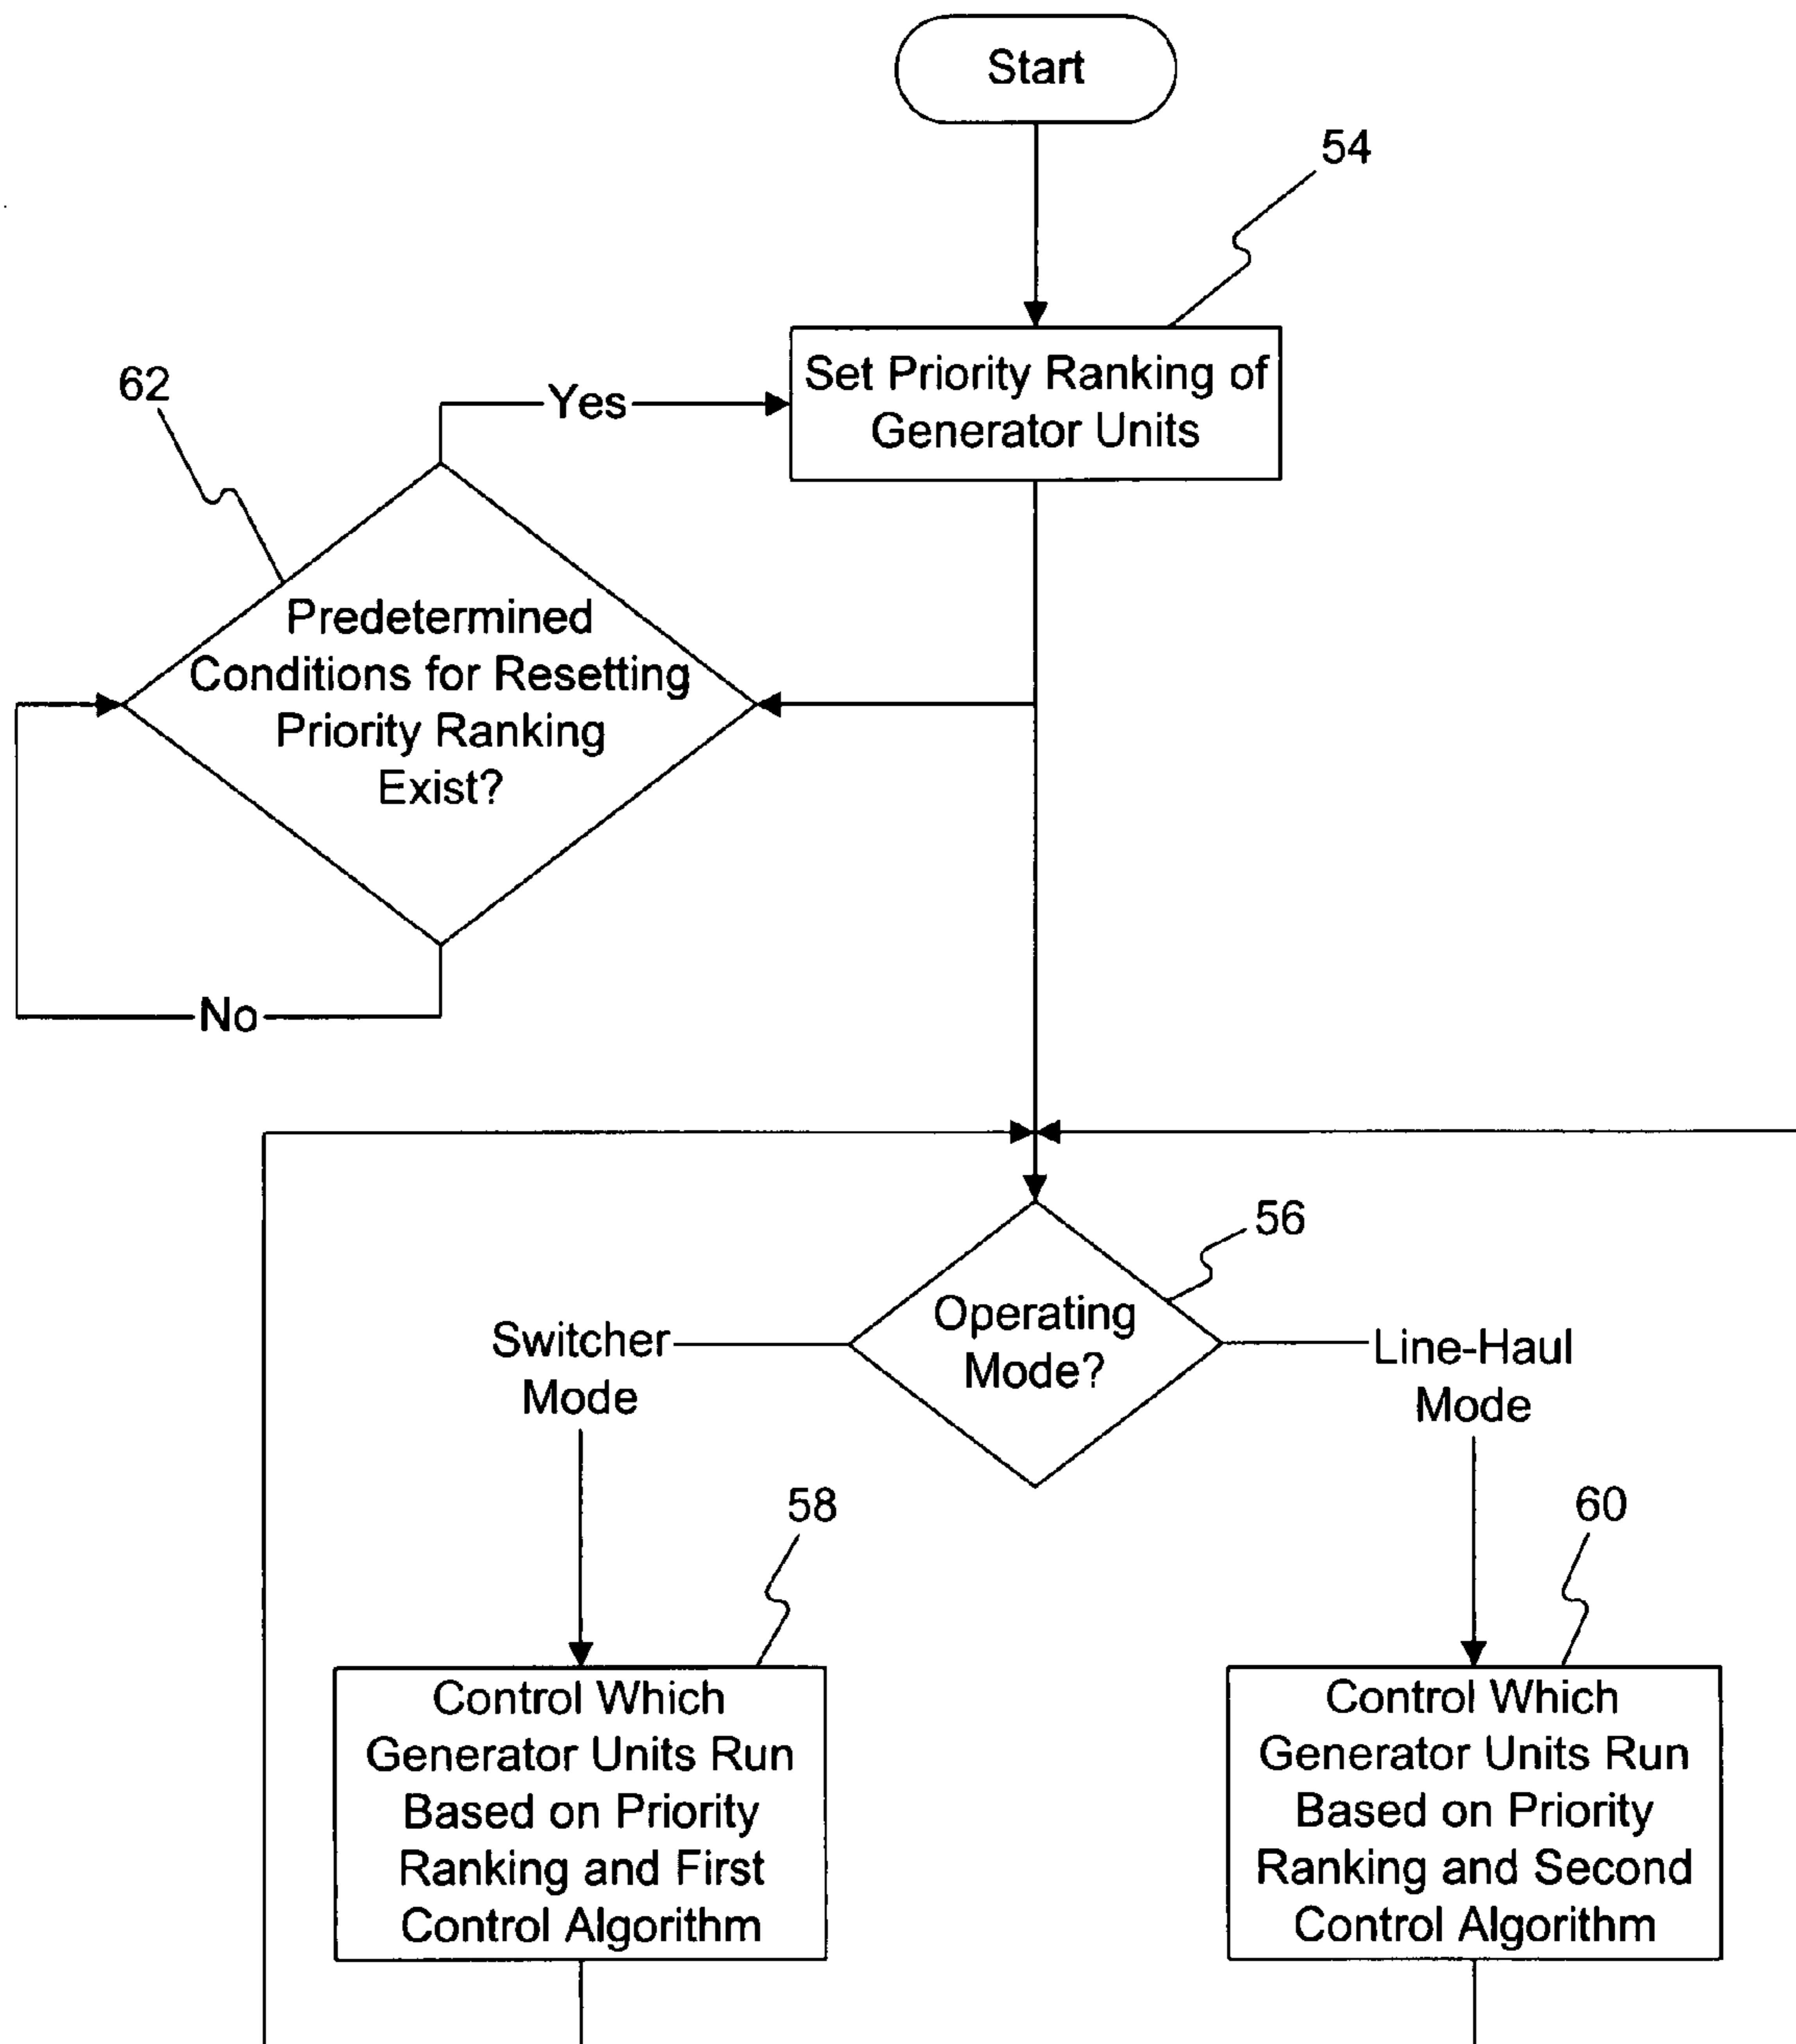 Start
54
Set Priority Ranking of
Generator Units
62
Yes
Predetermined
Conditions for Resetting
Priority Ranking
Exist?
No
56
Operating
Mode?
Switcher
Mode
Line-Haul
Mode
58
60
Control Which
Generator Units Run
Based on Priority
Ranking and First
Control Algorithm
Control Which
Generator Units Run
Based on Priority
Ranking and Second
Control Algorithm